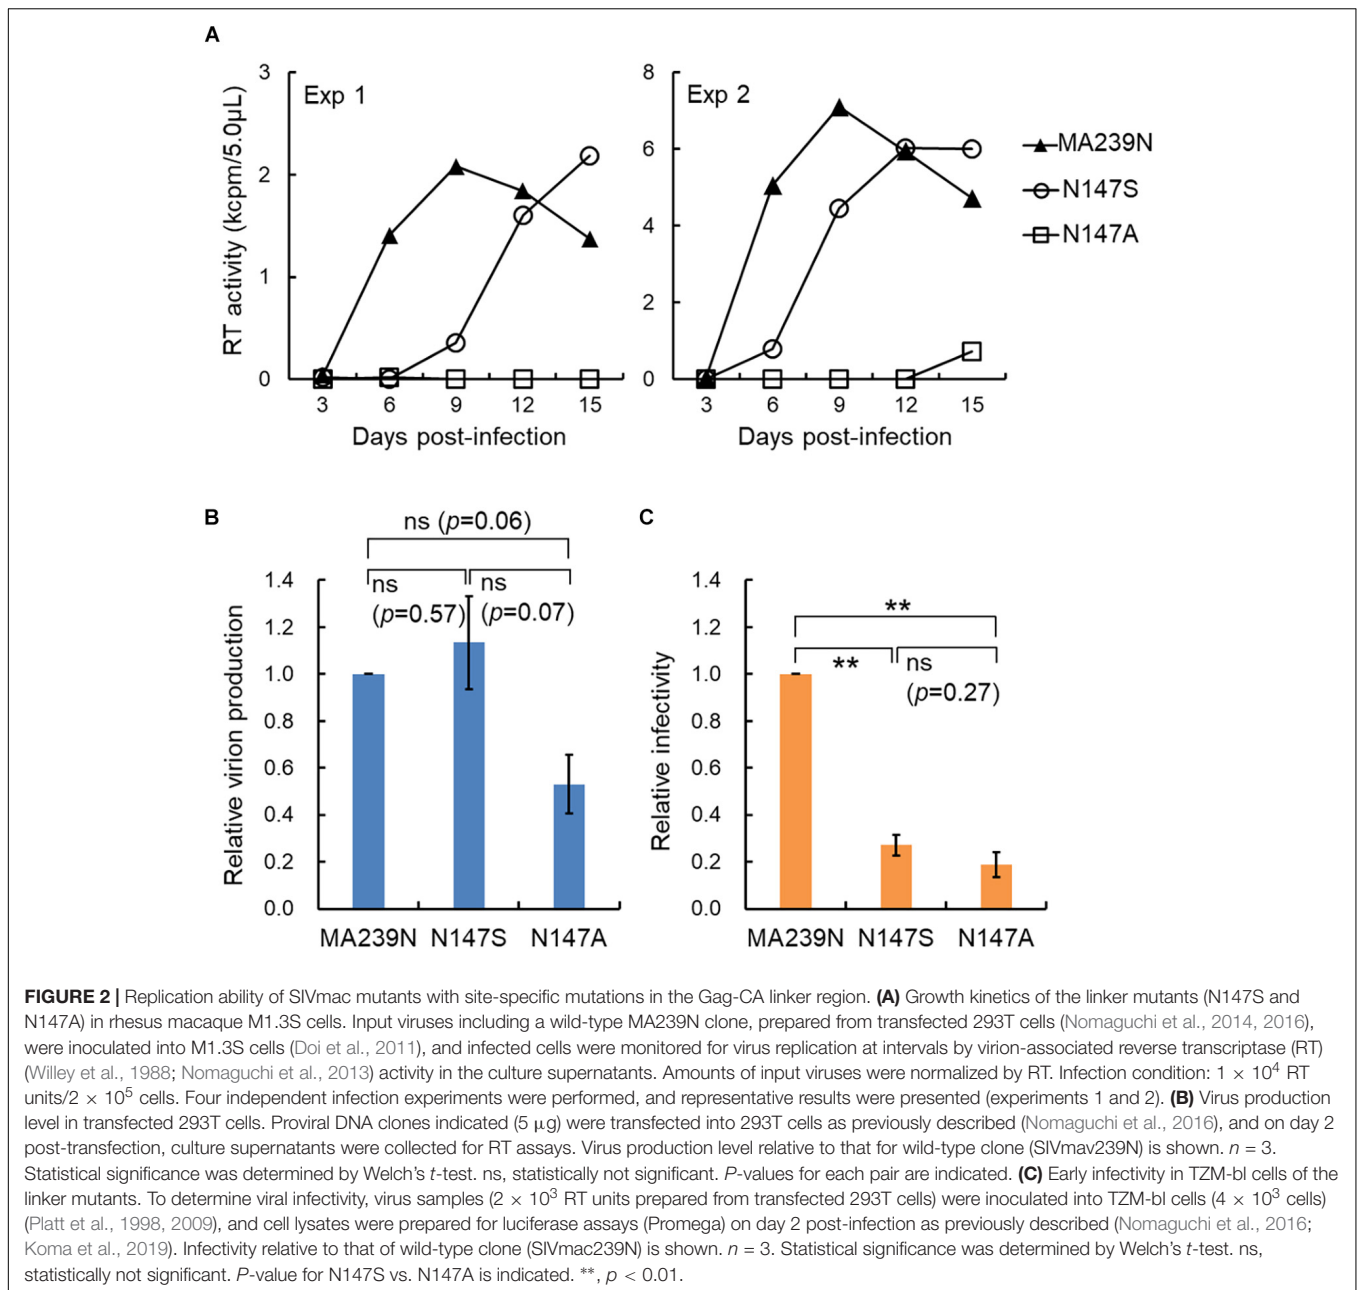 A
3
2
1
0
Exp 1
RT activity (kcpm/5.0µL)
3 6 9 12 15
Days post-infection
8
6
4
2
0
Exp 2
3 6 9 12 15
Days post-infection
MA239N
N147S
N147A
B
ns (p=0.06)
ns
(p=0.57)
ns
(p=0.07)
1.4
1.2
1.0
0.8
0.6
0.4
0.2
0.0
Relative virion production
MA239N N147S N147A
C
**
**
ns
(p=0.27)
1.4
1.2
1.0
0.8
0.6
0.4
0.2
0.0
Relative infectivity
MA239N N147S N147A
FIGURE 2 | Replication ability of SIVmac mutants with site-specific mutations in the Gag-CA linker region. (A) Growth kinetics of the linker mutants (N147S and
N147A) in rhesus macaque M1.3S cells. Input viruses including a wild-type MA239N clone, prepared from transfected 293T cells (Nomaguchi et al., 2014, 2016),
were inoculated into M1.3S cells (Doi et al., 2011), and infected cells were monitored for virus replication at intervals by virion-associated reverse transcriptase (RT)
(Willey et al., 1988; Nomaguchi et al., 2013) activity in the culture supernatants. Amounts of input viruses were normalized by RT. Infection condition: 1 × 10⁴ RT
units/2 × 10⁵ cells. Four independent infection experiments were performed, and representative results were presented (experiments 1 and 2). (B) Virus production
level in transfected 293T cells. Proviral DNA clones indicated (5 µg) were transfected into 293T cells as previously described (Nomaguchi et al., 2016), and on day 2
post-transfection, culture supernatants were collected for RT assays. Virus production level relative to that for wild-type clone (SIVmav239N) is shown. n = 3.
Statistical significance was determined by Welch's t-test. ns, statistically not significant. P-values for each pair are indicated. (C) Early infectivity in TZM-bl cells of the
linker mutants. To determine viral infectivity, virus samples (2 × 10³ RT units prepared from transfected 293T cells) were inoculated into TZM-bl cells (4 × 10³ cells)
(Platt et al., 1998, 2009), and cell lysates were prepared for luciferase assays (Promega) on day 2 post-infection as previously described (Nomaguchi et al., 2016;
Koma et al., 2019). Infectivity relative to that of wild-type clone (SIVmac239N) is shown. n = 3. Statistical significance was determined by Welch's t-test. ns,
statistically not significant. P-value for N147S vs. N147A is indicated. **, p < 0.01.